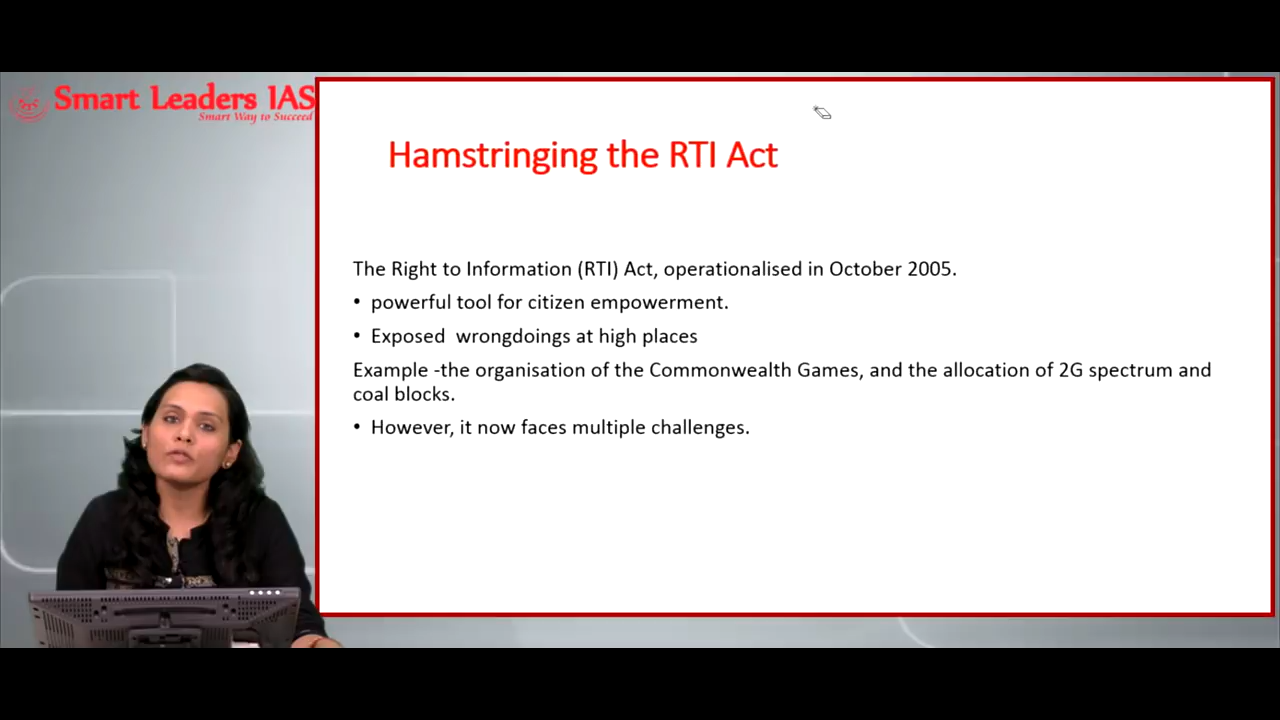 Smart Leaders IAS
Smart Way to Succeed
Hamstringing the RTI Act
The Right to Information (RTI) Act, operationalised in October 2005.
• powerful tool for citizen empowerment.
• Exposed  wrongdoings at high places
Example -the organisation of the Commonwealth Games, and the allocation of 2G spectrum and
coal blocks.
• However, it now faces multiple challenges.